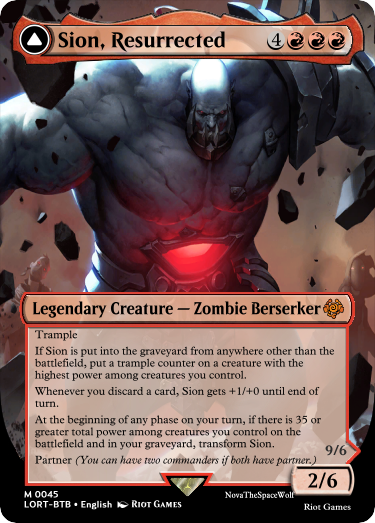 Sion, Resurrected 4
Legendary Creature — Zombie Berserker
Trample
If Sion is put into the graveyard from anywhere other than the
battlefield, put a trample counter on a creature with the
highest power among creatures you control.
Whenever you discard a card, Sion gets +1/+0 until end of
turn.
At the beginning of any phase on your turn, if there is 35 or
greater total power among creatures you control on the
battlefield and in your graveyard, transform Sion.
Partner (You can have two commanders if both have partner.)
9/6
2/6
M 0045
LORT-BTB • English Riot Games
NovaTheSpaceWolf
Riot Games